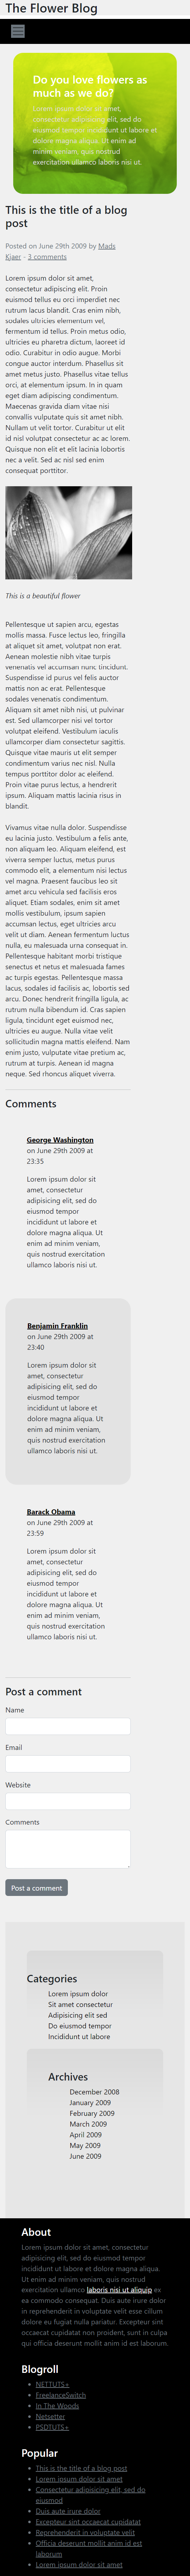 The Flower Blog
Do you love flowers as
much as we do?
Lorem ipsum dolor sit amet,
consectetur adipisicing elit, sed do
eiusmod tempor incididunt ut labore et
dolore magna aliqua. Ut enim ad
minim veniam, quis nostrud
exercitation ullamco laboris nisi ut.
This is the title of a blog
post
Posted on June 29th 2009 by Mads
Kjaer - 3 comments
Lorem ipsum dolor sit amet,
consectetur adipiscing elit. Proin
euismod tellus eu orci imperdiet nec
rutrum lacus blandit. Cras enim nibh,
sodales ultricies elementum vel,
fermentum id tellus. Proin metus odio,
ultricies eu pharetra dictum, laoreet id
odio. Curabitur in odio augue. Morbi
congue auctor interdum. Phasellus sit
amet metus justo. Phasellus vitae tellus
orci, at elementum ipsum. In in quam
eget diam adipiscing condimentum.
Maecenas gravida diam vitae nisi
convallis vulputate quis sit amet nibh.
Nullam ut velit tortor. Curabitur ut elit
id nisl volutpat consectetur ac ac lorem.
Quisque non elit et elit lacinia lobortis
nec a velit. Sed ac nisl sed enim
consequat porttitor.
This is a beautiful flower
Pellentesque ut sapien arcu, egestas
mollis massa. Fusce lectus leo, fringilla
at aliquet sit amet, volutpat non erat.
Aenean molestie nibh vitae turpis
venenatis vel accumsan nunc tincidunt.
Suspendisse id purus vel felis auctor
mattis non ac erat. Pellentesque
sodales venenatis condimentum.
Aliquam sit amet nibh nisi, ut pulvinar
est. Sed ullamcorper nisi vel tortor
volutpat eleifend. Vestibulum iaculis
ullamcorper diam consectetur sagittis.
Quisque vitae mauris ut elit semper
condimentum varius nec nisl. Nulla
tempus porttitor dolor ac eleifend.
Proin vitae purus lectus, a hendrerit
ipsum. Aliquam mattis lacinia risus in
blandit.
Vivamus vitae nulla dolor. Suspendisse
eu lacinia justo. Vestibulum a felis ante,
non aliquam leo. Aliquam eleifend, est
viverra semper luctus, metus purus
commodo elit, a elementum nisi lectus
vel magna. Praesent faucibus leo sit
amet arcu vehicula sed facilisis eros
aliquet. Etiam sodales, enim sit amet
mollis vestibulum, ipsum sapien
accumsan lectus, eget ultricies arcu
velit ut diam. Aenean fermentum luctus
nulla, eu malesuada urna consequat in.
Pellentesque habitant morbi tristique
senectus et netus et malesuada fames
ac turpis egestas. Pellentesque massa
lacus, sodales id facilisis ac, lobortis sed
arcu. Donec hendrerit fringilla ligula, ac
rutrum nulla bibendum id. Cras sapien
ligula, tincidunt eget euismod nec,
ultricies eu augue. Nulla vitae velit
sollicitudin magna mattis eleifend. Nam
enim justo, vulputate vitae pretium ac,
rutrum at turpis. Aenean id magna
neque. Sed rhoncus aliquet viverra.
Comments
George Washington
on June 29th 2009 at
23:35
Lorem ipsum dolor sit
amet, consectetur
adipisicing elit, sed do
eiusmod tempor
incididunt ut labore et
dolore magna aliqua. Ut
enim ad minim veniam,
quis nostrud exercitation
ullamco laboris nisi ut.
Benjamin Franklin
on June 29th 2009 at
23:40
Lorem ipsum dolor sit
amet, consectetur
adipisicing elit, sed do
eiusmod tempor
incididunt ut labore et
dolore magna aliqua. Ut
enim ad minim veniam,
quis nostrud exercitation
ullamco laboris nisi ut.
Barack Obama
on June 29th 2009 at
23:59
Lorem ipsum dolor sit
amet, consectetur
adipisicing elit, sed do
eiusmod tempor
incididunt ut labore et
dolore magna aliqua. Ut
enim ad minim veniam,
quis nostrud exercitation
ullamco laboris nisi ut.
Post a comment
Name
Email
Website
Comments
Post a comment
Categories
Lorem ipsum dolor
Sit amet consectetur
Adipisicing elit sed
Do eiusmod tempor
Incididunt ut labore
Archives
December 2008
January 2009
February 2009
March 2009
April 2009
May 2009
June 2009
About
Lorem ipsum dolor sit amet, consectetur
adipisicing elit, sed do eiusmod tempor
incididunt ut labore et dolore magna aliqua.
Ut enim ad minim veniam, quis nostrud
exercitation ullamco laboris nisi ut aliquip ex
ea commodo consequat. Duis aute irure dolor
in reprehenderit in voluptate velit esse cillum
dolore eu fugiat nulla pariatur. Excepteur sint
occaecat cupidatat non proident, sunt in culpa
qui officia deserunt mollit anim id est laborum.
Blogroll
NETTUTS+
FreelanceSwitch
In The Woods
Netsetter
PSDTUTS+
Popular
This is the title of a blog post
Lorem ipsum dolor sit amet
Consectetur adipisicing elit, sed do
eiusmod
Duis aute irure dolor
Excepteur sint occaecat cupidatat
Reprehenderit in voluptate velit
Officia deserunt mollit anim id est
laborum
Lorem ipsum dolor sit amet